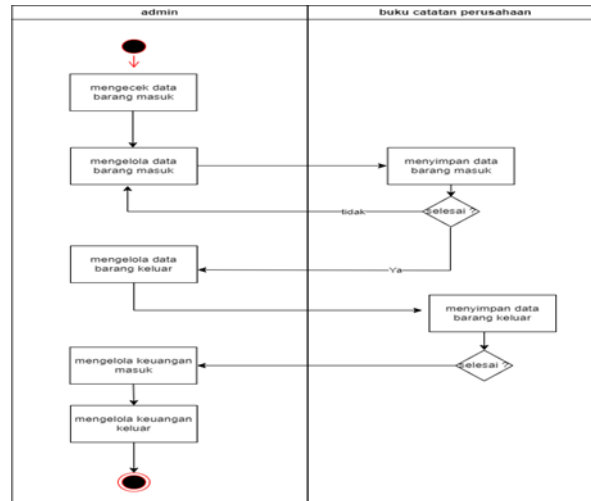 admin
buku catatan perusahaan
mengecek data
barang masuk
mengelola data
barang masuk
menyimpan data
barang masuk
selesai ?
tidak
mengelola data
barang keluar
Ya
menyimpan data
barang keluar
mengelola keuangan
masuk
selesai ?
mengelola keuangan
keluar